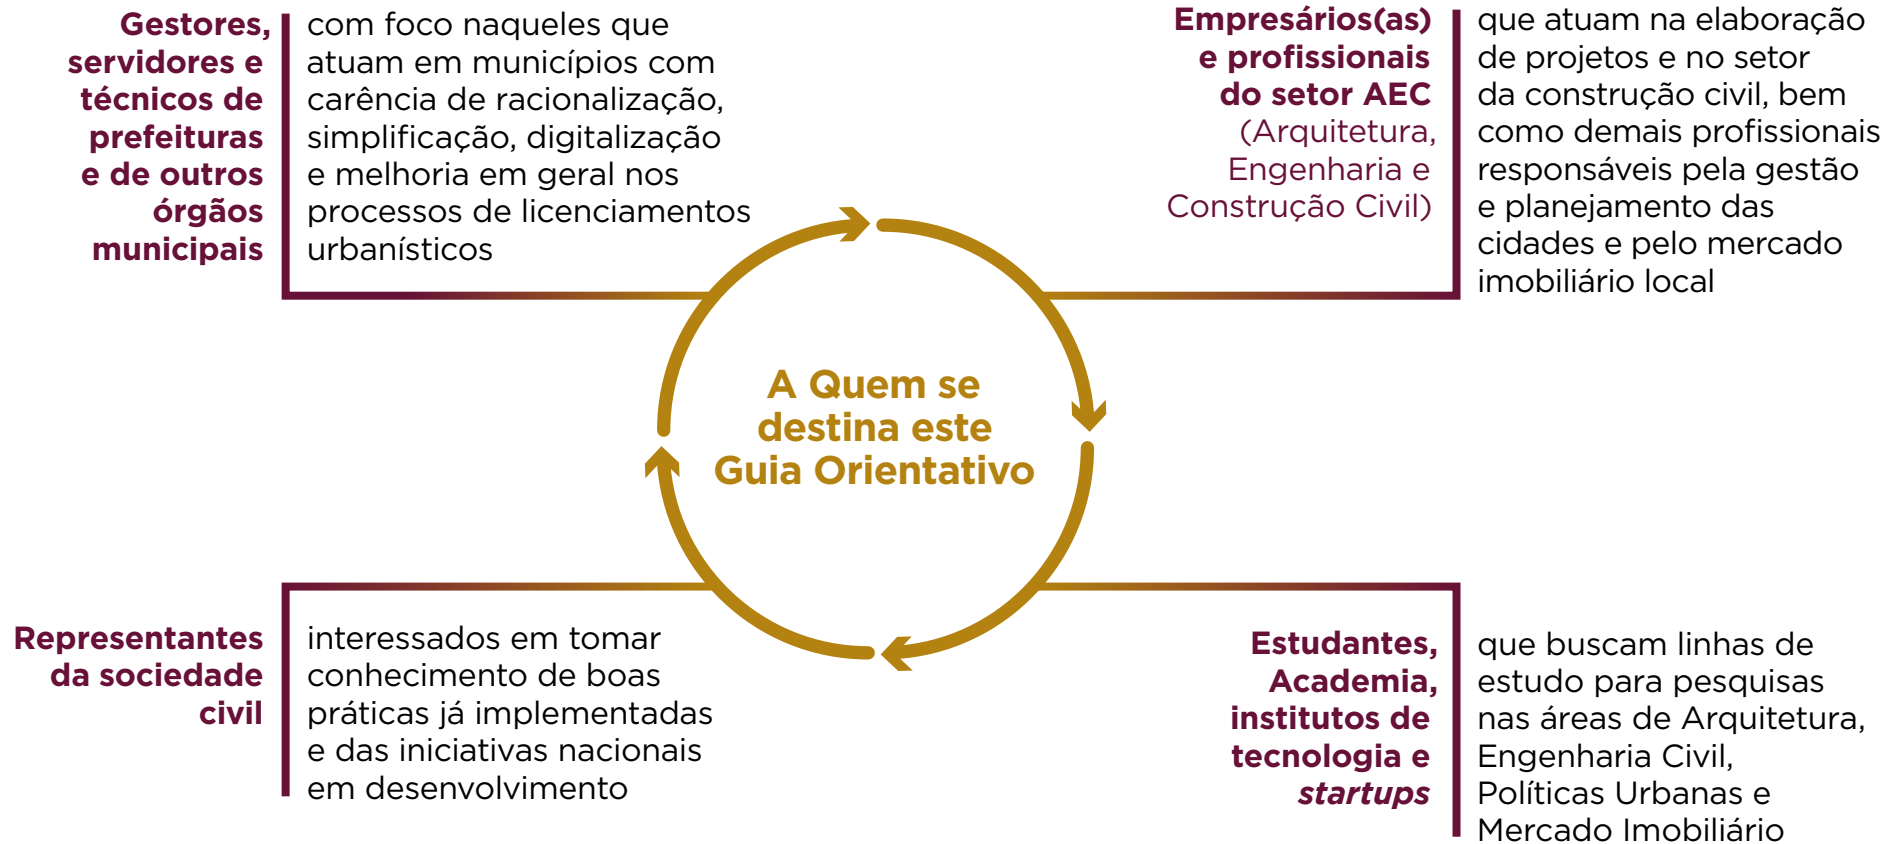 Gestores,
servidores e
técnicos de
prefeituras
e de outros
órgãos
municipais
com foco naqueles que
atuam em municípios com
carência de racionalização,
simplificação, digitalização
e melhoria em geral nos
processos de licenciamentos
urbanísticos
Empresários(as)
e profissionais
do setor AEC
(Arquitetura,
Engenharia e
Construção Civil)
que atuam na elaboração
de projetos e no setor
da construção civil, bem
como demais profissionais
responsáveis pela gestão
e planejamento das
cidades e pelo mercado
imobiliário local
A Quem se
destina este
Guia Orientativo
Representantes
da sociedade
civil
interessados em tomar
conhecimento de boas
práticas já implementadas
e das iniciativas nacionais
em desenvolvimento
Estudantes,
Academia,
institutos de
tecnologia e
startups
que buscam linhas de
estudo para pesquisas
nas áreas de Arquitetura,
Engenharia Civil,
Políticas Urbanas e
Mercado Imobiliário